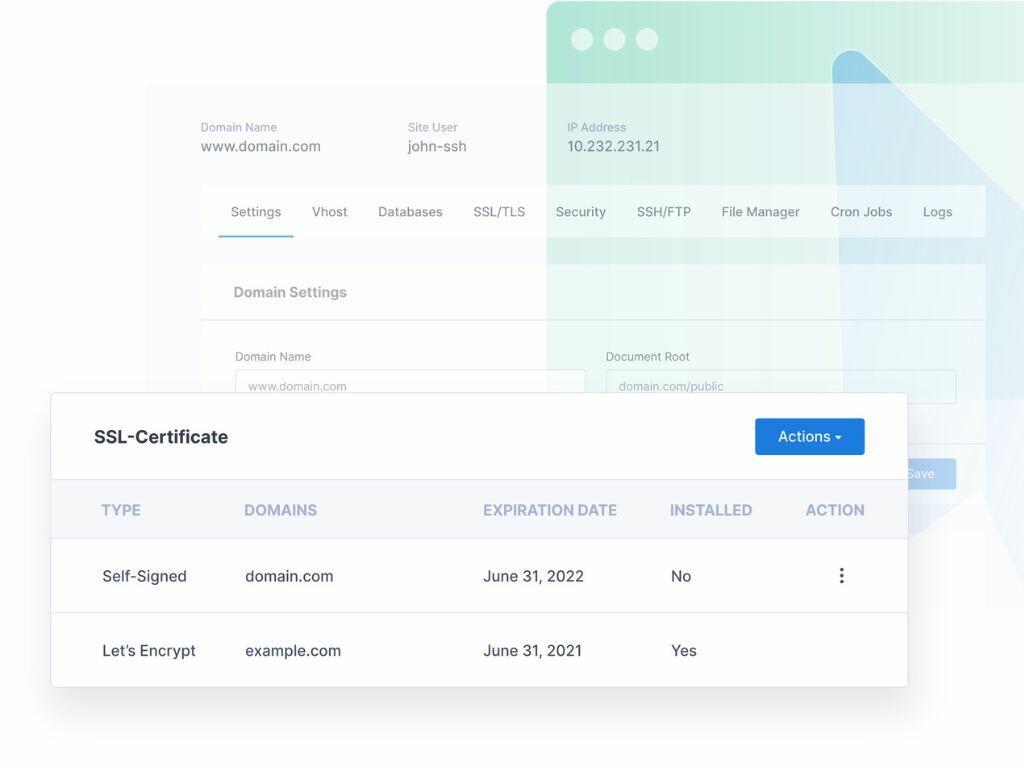 Domain Name Site User IP Address
www.domain.com john-ssh 10.232.231.21
Settings Vhost Databases SSL/TLS Security SSH/FTP File Manager Cron Jobs Logs
Domain Settings
Domain Name Document Root
www.domain.com domain.com/public
SSL-Certificate Actions
Save
TYPE DOMAINS EXPIRATION DATE INSTALLED ACTION
Self-Signed domain.com June 31, 2022 No
Let’s Encrypt example.com June 31, 2021 Yes